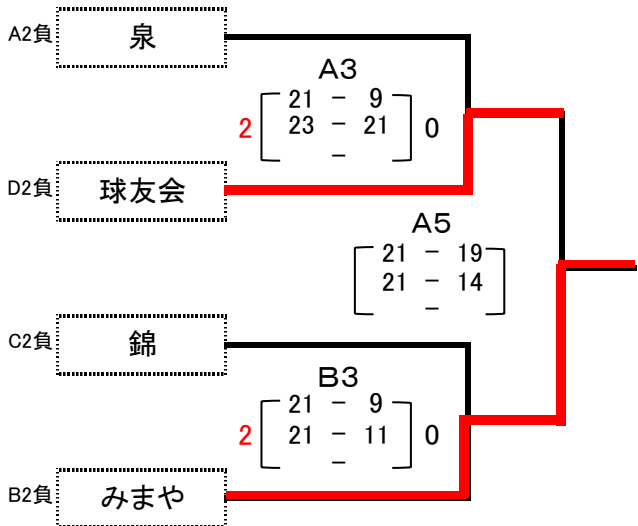 A2負 泉
A3
21 － 9
2 23 － 21 0
－
D2負 球友会
A5
21 － 19
21 － 14
－
C2負 錦
B3
21 － 9
2 21 － 11 0
－
B2負 みまや